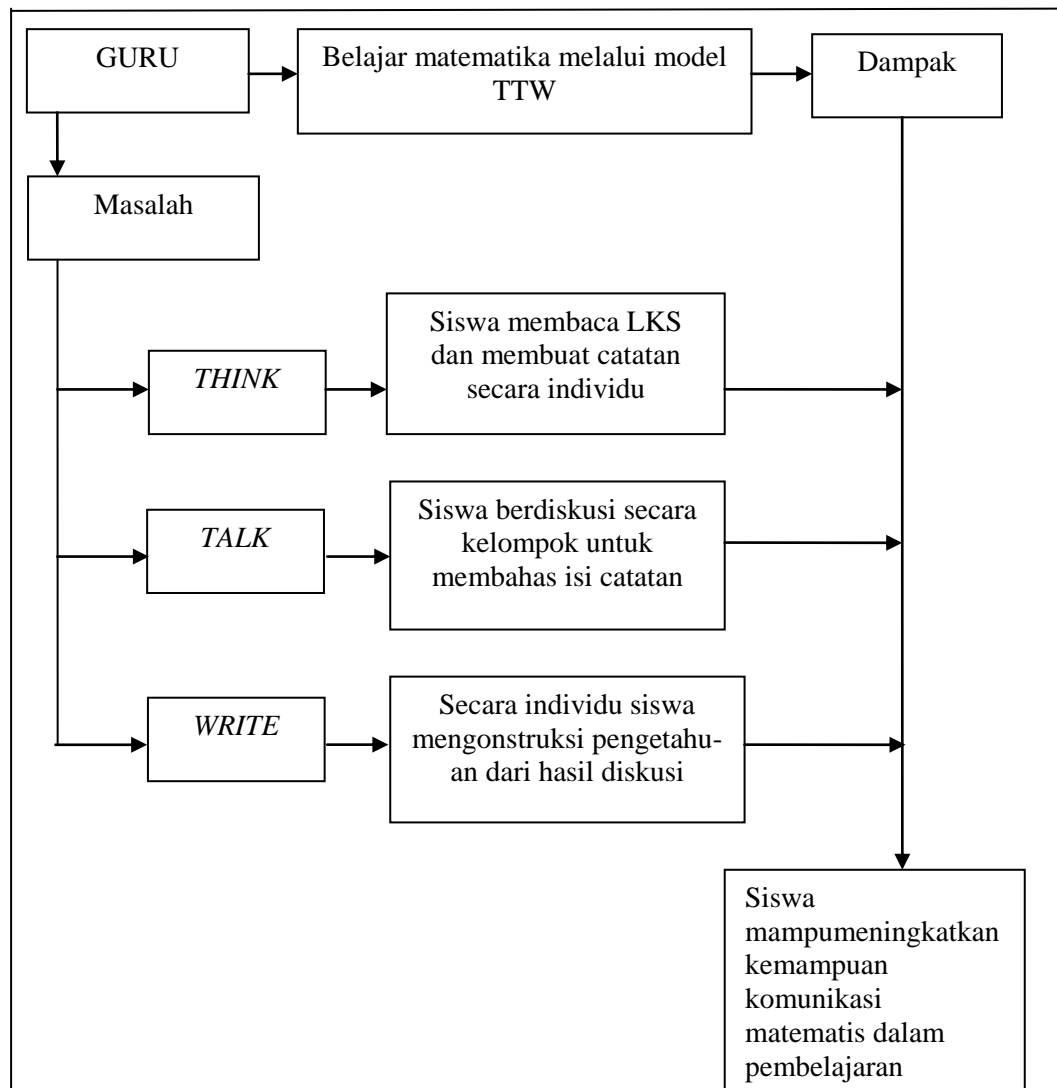 GURU
Belajar matematika melalui model
TTW
Dampak
Masalah
THINK
Siswa membaca LKS
dan membuat catatan
secara individu
TALK
Siswa berdiskusi secara
kelompok untuk
membahas isi catatan
WRITE
Secara individu siswa
mengonstruksi pengetahu-
an dari hasil diskusi
Siswa
mampumeningkatkan
kemampuan
komunikasi
matematis dalam
pembelajaran